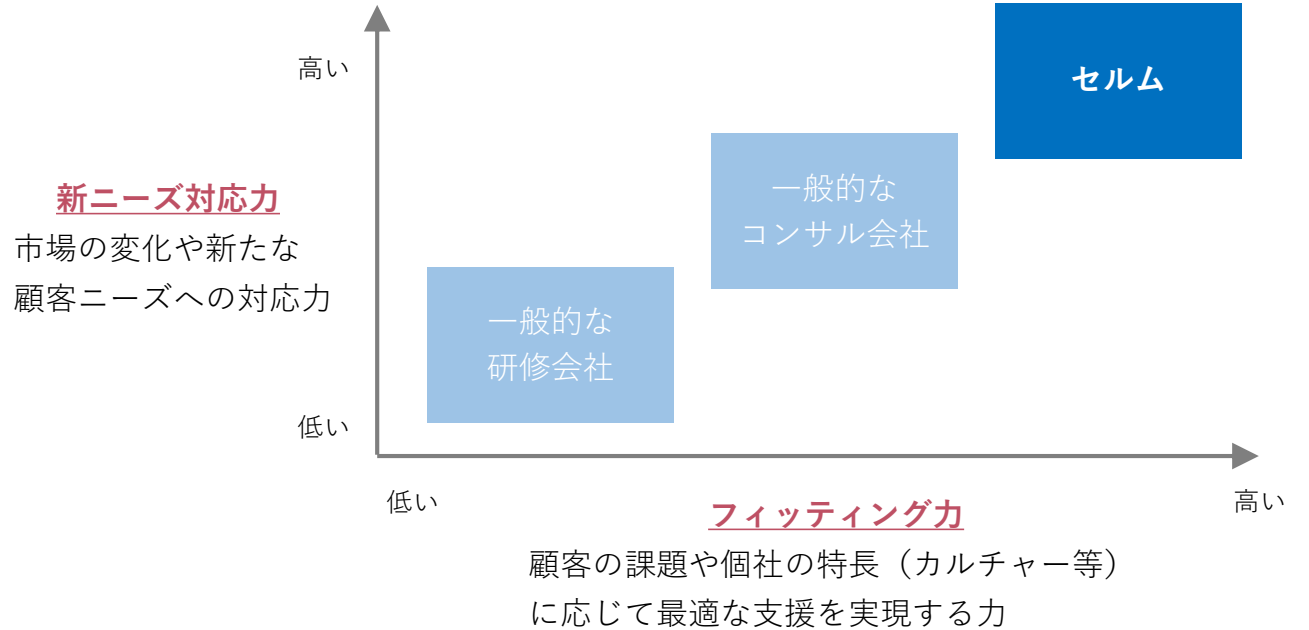 高い
セルム
一般的な
コンサル会社
新ニーズ対応力
市場の変化や新たな
顧客ニーズへの対応力
一般的な
研修会社
低い
低い
高い
フィッティング力
顧客の課題や個社の特長（カルチャー等）
に応じて最適な支援を実現する力